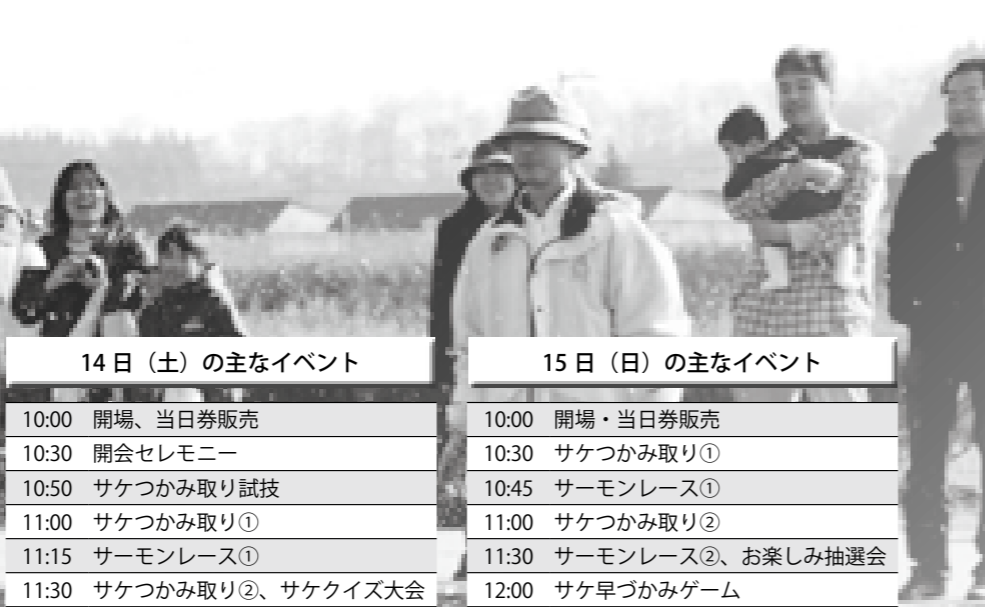 14 日（土）の主なイベント
10:00 開場、当日券販売
10:30 開会セレモニー
10:50 サケつかみ取り試技
11:00 サケつかみ取り①
11:15 サーモンレース①
11:30 サケつかみ取り②、サケクイズ大会
15 日（日）の主なイベント
10:00 開場・当日券販売
10:30 サケつかみ取り①
10:45 サーモンレース①
11:00 サケつかみ取り②
11:30 サーモンレース②、お楽しみ抽選会
12:00 サケ早づかみゲーム